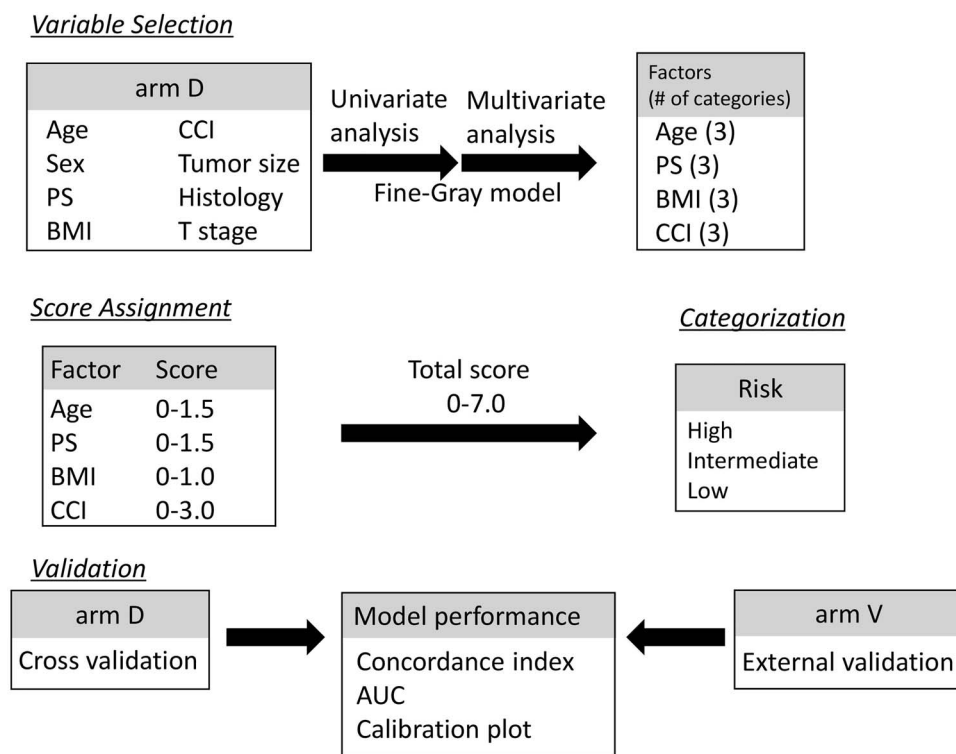 Variable Selection
arm D
Age CCI
Sex Tumor size
PS Histology
BMI T stage
Univariate analysis
Multivariate analysis
Fine-Gray model
Factors
(# of categories)
Age (3)
PS (3)
BMI (3)
CCI (3)
Score Assignment
Factor Score
Age 0-1.5
PS 0-1.5
BMI 0-1.0
CCI 0-3.0
Total score
0-7.0
Categorization
Risk
High
Intermediate
Low
Validation
arm D
Cross validation
Model performance
Concordance index
AUC
Calibration plot
arm V
External validation